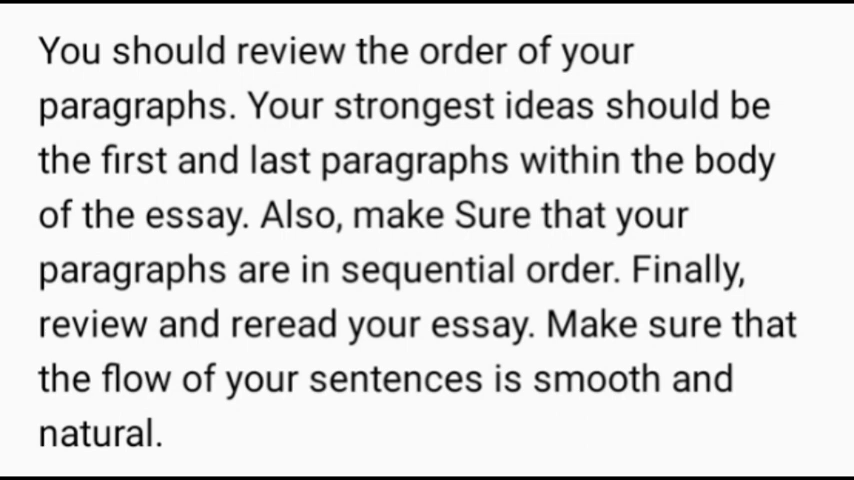 You should review the order of your
paragraphs. Your strongest ideas should be
the first and last paragraphs within the body
of the essay. Also, make Sure that your
paragraphs are in sequential order. Finally,
review and reread your essay. Make sure that
the flow of your sentences is smooth and
natural.